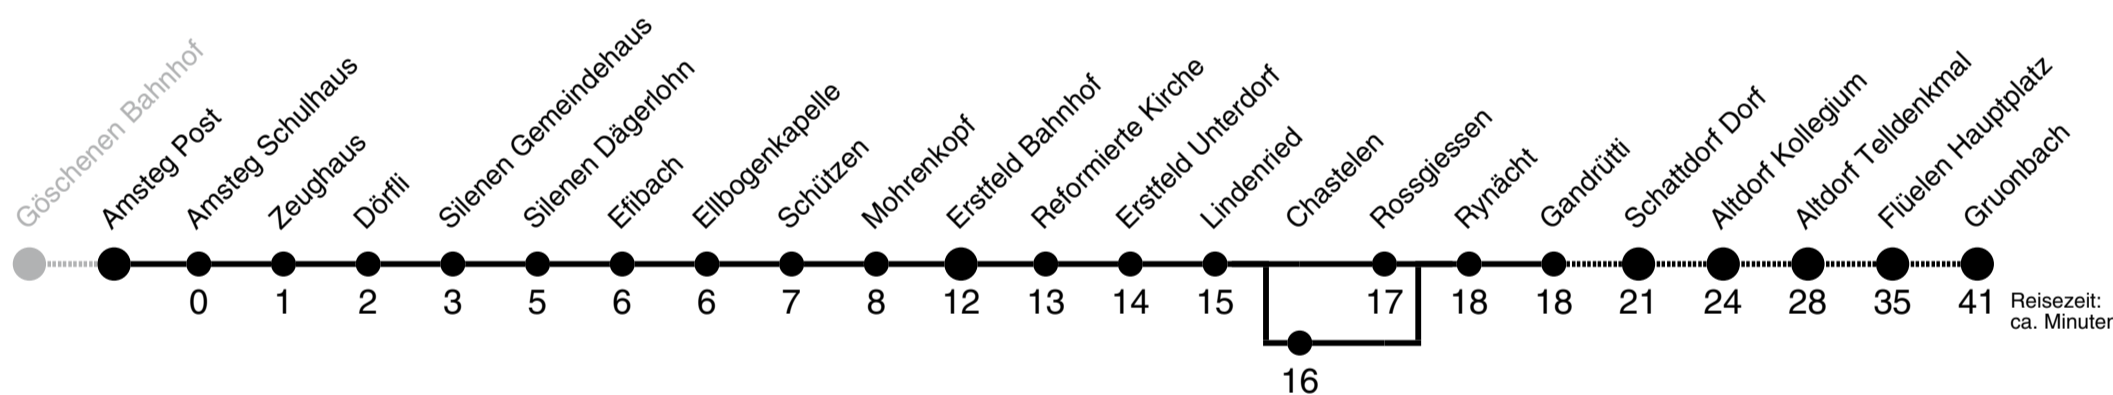 Göschenen Bahnhof
Amsteg Post
Amsteg Schulhaus
Zeughaus
Dörfli
Silenen Gemeindehaus
Silenen Dägerlohn
Efibach
Ellbogenkapelle
Schützen
Mohrenkopf
Erstfeld Bahnhof
Reformierte Kirche
Erstfeld Unterdorf
Lindenried
Chastelen
Rossgiessen
Rynächt
Gandrütti
Schattdorf Dorf
Altdorf Kollegium
Altdorf Telldenkmal
Flüelen Hauptplatz
Gruonbach
0 1 2 3 5 6 6 7 8 12 13 14 15 17 18 18 21 24 28 35 41
Reisezeit:
ca. Minuter
16